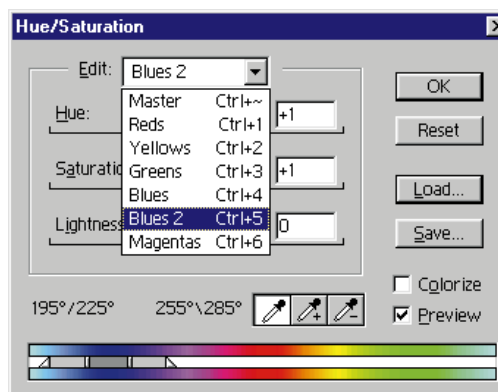 Hue/Saturation
Edit: Blues 2
Master Ctrl+~
Reds Ctrl+1
Yellows Ctrl+2
Greens Ctrl+3
Blues Ctrl+4
Blues 2 Ctrl+5
Magentas Ctrl+6
Hue: +1
Saturatio +1
Lightness 0
OK
Reset
Load...
Save...
Colorize
Preview
195°/225° 255°\285°